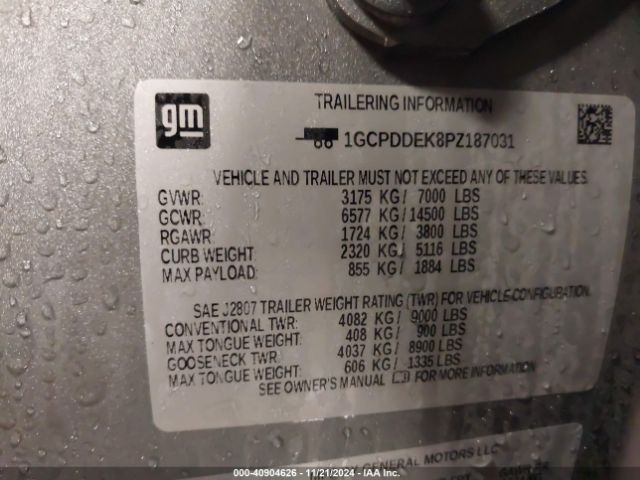 gm
TRAILERING INFORMATION
1GCPDDEK8PZ187031
VEHICLE AND TRAILER MUST NOT EXCEED ANY OF THESE VALUES.
GVWR: 3175 KG/ 7000 LBS
GCWR: 6577 KG/14500 LBS
RGAWR: 1724 KG/ 3800 LBS
CURB WEIGHT: 2320 KG/ 5116 LBS
MAX PAYLOAD: 855 KG/ 1884 LBS
SAE J2807 TRAILER WEIGHT RATING (TWR) FOR VEHICLE CONFIGURATION.
CONVENTIONAL TWR: 4082 KG/ 9000 LBS
MAX TONGUE WEIGHT: 408 KG/ 900 LBS
GOOSENECK TWR: 4037 KG/ 8900 LBS
MAX TONGUE WEIGHT: 606 KG/ 1335 LBS
SEE OWNER'S MANUAL FOR MORE INFORMATION
BY GENERAL MOTORS LLC
000-40904626 - 11/21/2024 - COPART